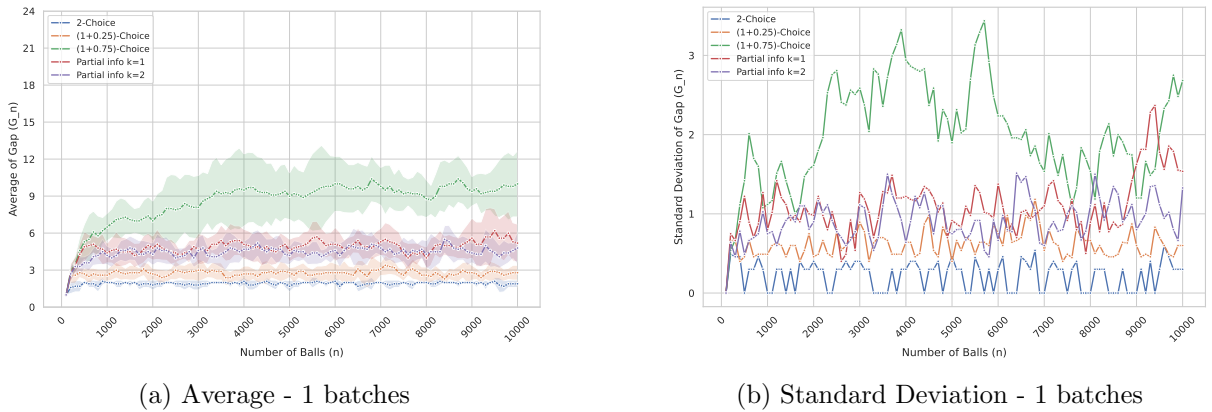 24
21
18
15
12
9
6
3
0
Average of Gap (G_n)
2-Choice
(1+0.25)-Choice
(1+0.75)-Choice
Partial info k=1
Partial info k=2
0
1000
2000
3000
4000
5000
6000
7000
8000
9000
10000
Number of Balls (n)
(a) Average - 1 batches
3
2
1
0
Standard Deviation of Gap (G_n)
2-Choice
(1+0.25)-Choice
(1+0.75)-Choice
Partial info k=1
Partial info k=2
0
1000
2000
3000
4000
5000
6000
7000
8000
9000
10000
Number of Balls (n)
(b) Standard Deviation - 1 batches